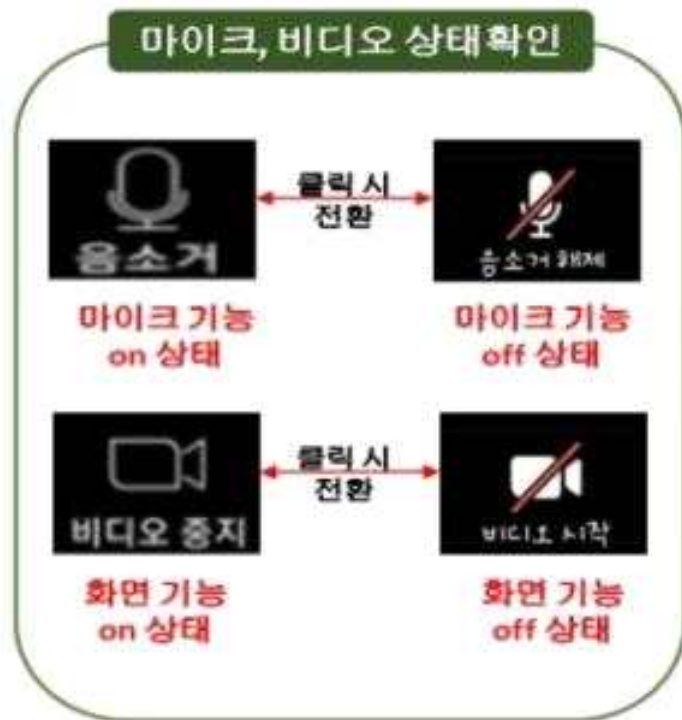 마이크, 비디오 상태확인
음소거
클릭 시
전환
음소거 해제
마이크 기능
on 상태
마이크 기능
off 상태
비디오 중지
클릭 시
전환
비디오 시작
화면 기능
on 상태
화면 기능
off 상태